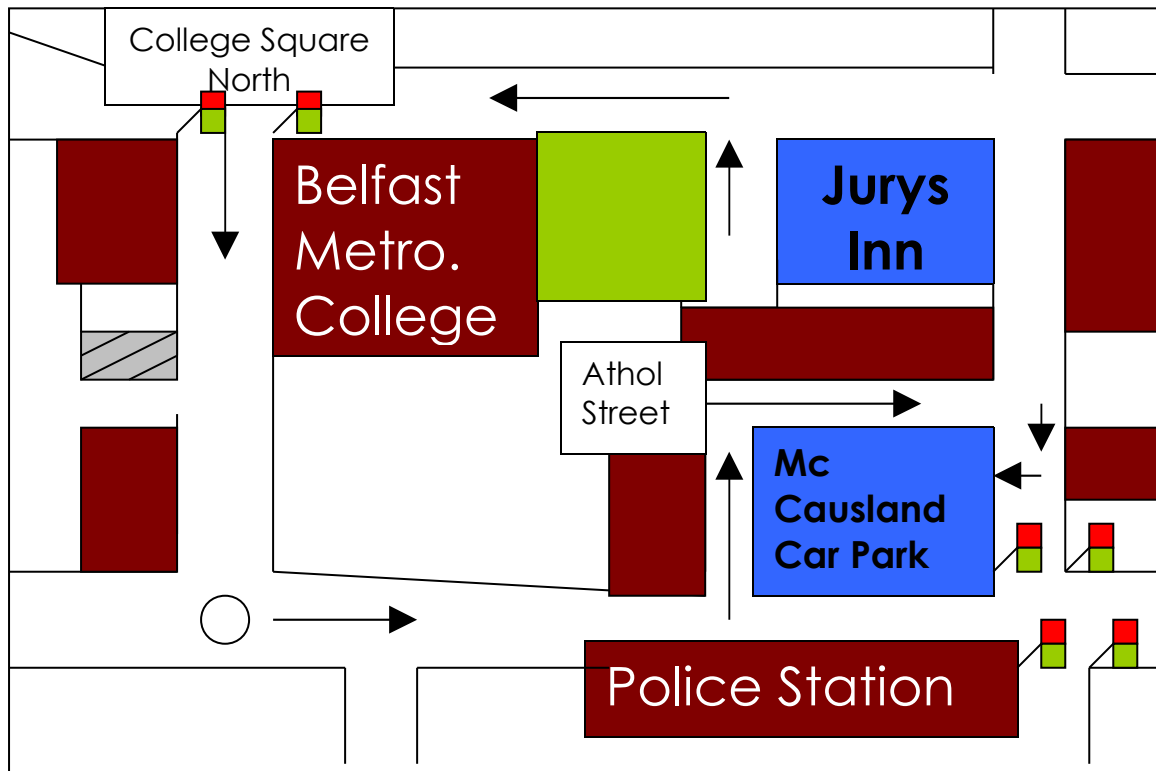 College Square
North
Belfast
Metro.
College
Jurys
Inn
Athol
Street
Mc
Causland
Car Park
Police Station